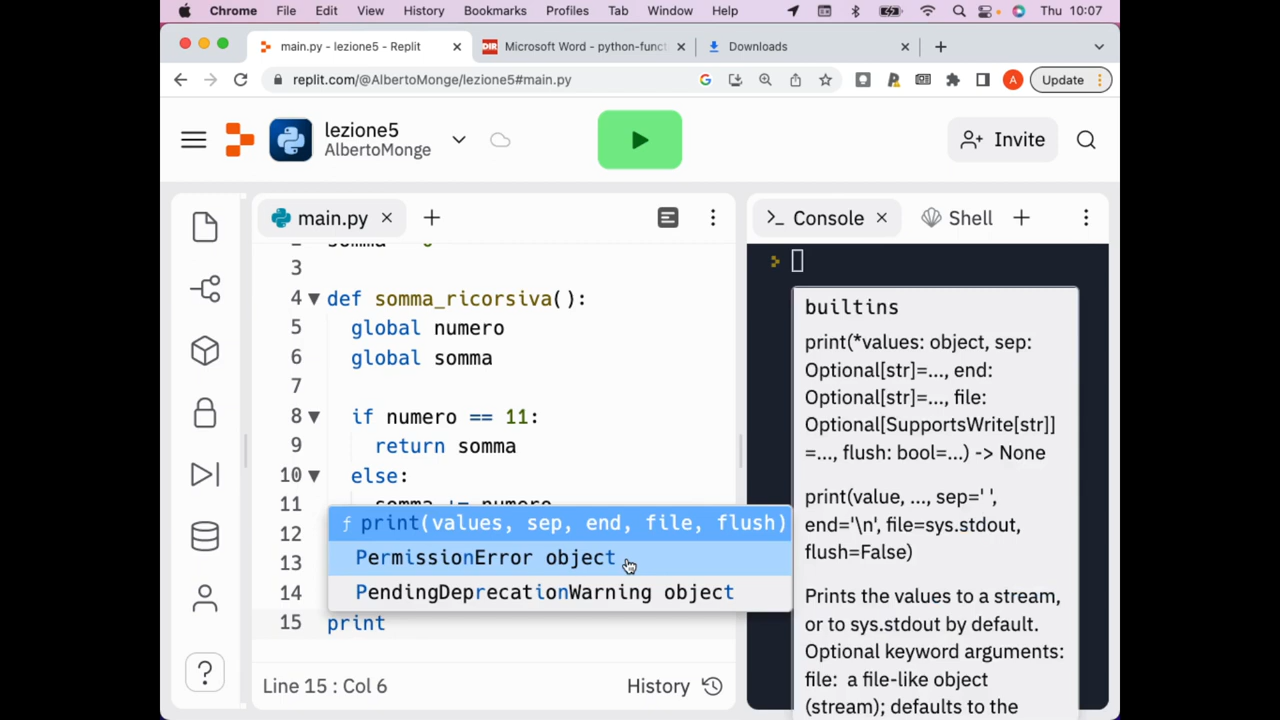 Chrome File Edit View History Bookmarks Profiles Tab Window Help Thu 10:07
main.py - lezione5 - Replit
DIR Microsoft Word - python-funct
Downloads
replit.com/@AlbertoMonge/lezione5#main.py
A
Update
lezione5
AlbertoMonge
Invite
main.py
3
4 def somma_ricorsiva():
5 global numero
6 global somma
7
8 if numero == 11:
9 return somma
10 else:
11 somma += numero
12
13
14
15 print
print(values, sep, end, file, flush)
PermissionError object
PendingDeprecationWarning object
Line 15 : Col 6
History
Console
Shell
builtins
print(*values: object, sep:
Optional[str]=..., end:
Optional[str]=..., file:
Optional[SupportsWrite[str]]
=..., flush: bool=...) -> None
print(value, ..., sep=' ',
end='\n', file=sys.stdout,
flush=False)
Prints the values to a stream,
or to sys.stdout by default.
Optional keyword arguments:
file: a file-like object
(stream); defaults to the